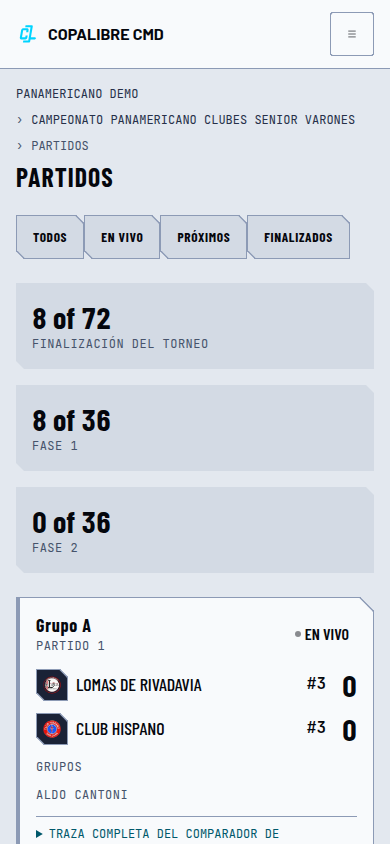 COPALIBRE CMD
PANAMERICANO DEMO
› CAMPEONATO PANAMERICANO CLUBES SENIOR VARONES
› PARTIDOS
PARTIDOS
TODOS EN VIVO PRÓXIMOS FINALIZADOS
8 of 72
FINALIZACIÓN DEL TORNEO
8 of 36
FASE 1
0 of 36
FASE 2
Grupo A
PARTIDO 1
EN VIVO
LOMAS DE RIVADAVIA #3 0
CLUB HISPANO #3 0
GRUPOS
ALDO CANTONI
▶ TRAZA COMPLETA DEL COMPARADOR DE